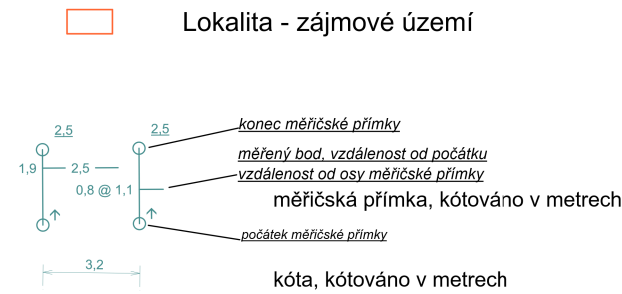 Lokalita - zájmové území
2,5
2,5
konec měřičské přímky
1,9
2,5
měřený bod, vzdálenost od počátku
vzdálenost od osy měřičské přímky
0,8 @ 1,1
měřičská přímka, kótováno v metrech
počátek měřičské přímky
3,2
kóta, kótováno v metrech